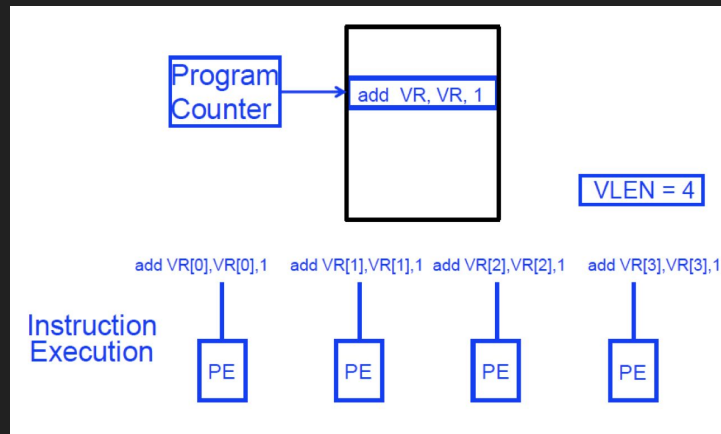 Program
Counter
add VR, VR, 1
VLEN = 4
add VR[0],VR[0],1
add VR[1],VR[1],1
add VR[2],VR[2],1
add VR[3],VR[3],1
Instruction
Execution
PE
PE
PE
PE